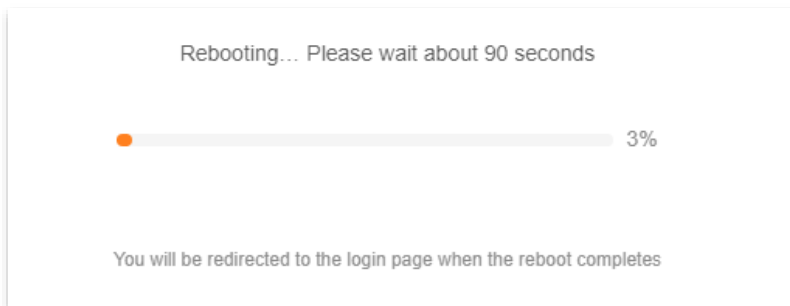 Rebooting… Please wait about 90 seconds
3%
You will be redirected to the login page when the reboot completes